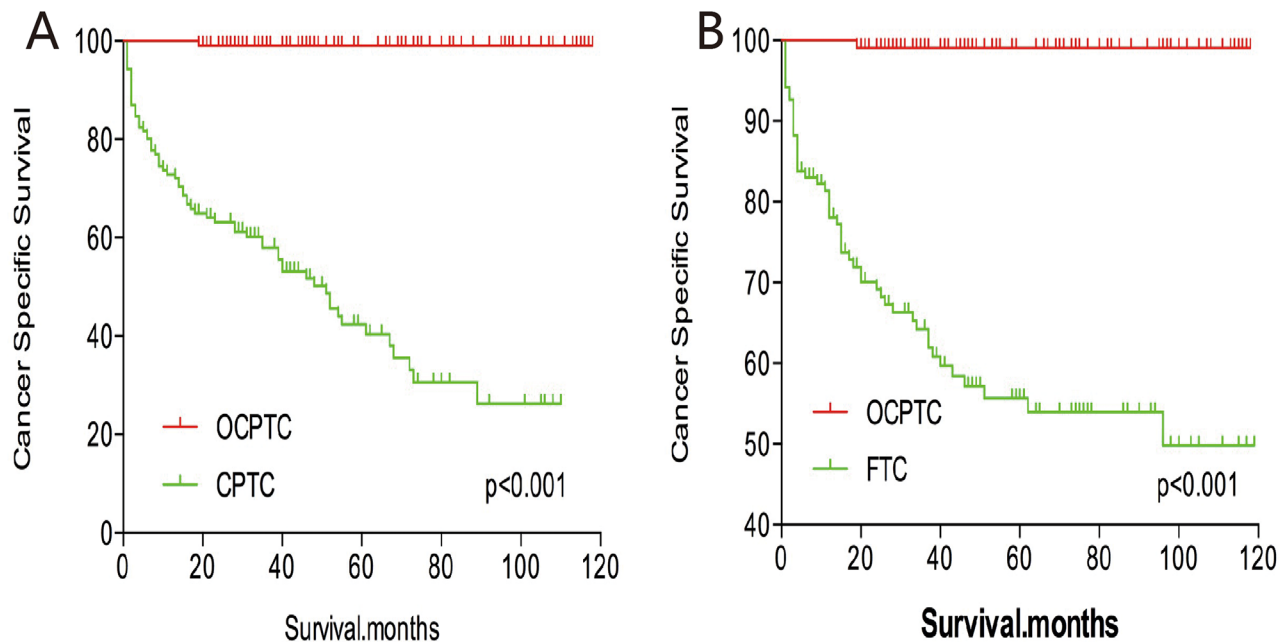 A
Cancer Specific Survival
100
80
60
40
20
0
OCPTC
CPTC
p<0.001
0 20 40 60 80 100 120
Survival.months
B
Cancer Specific Survival
100
90
80
70
60
50
40
OCPTC
FTC
p<0.001
0 20 40 60 80 100 120
Survival.months